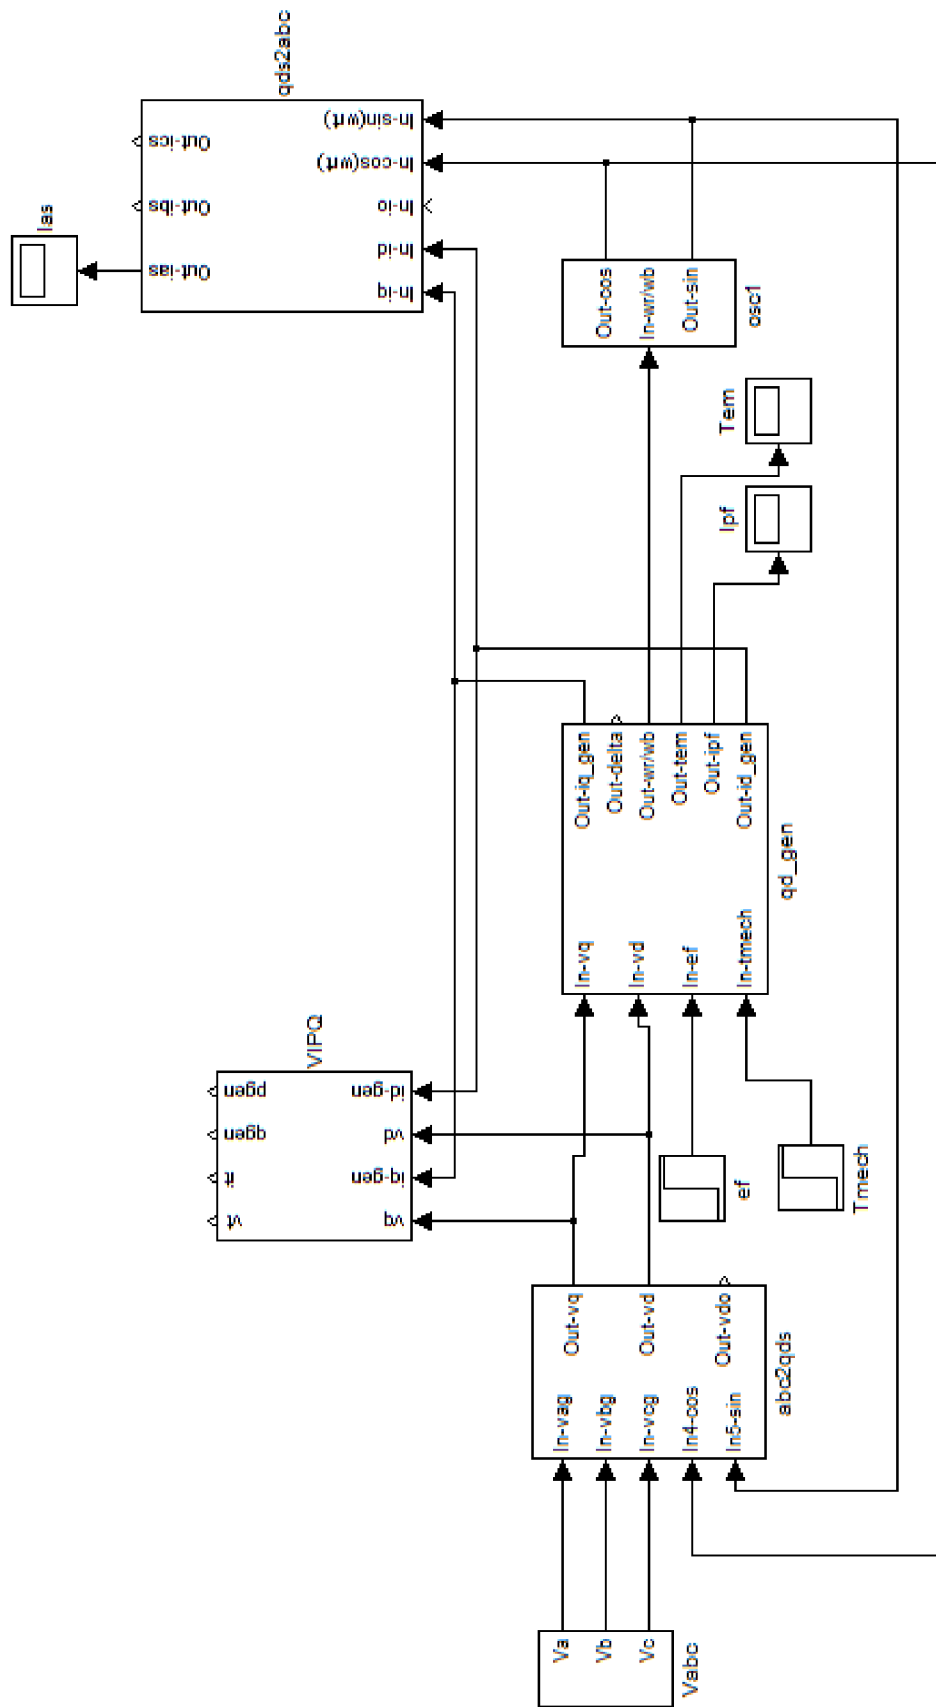 Va
Vb
Vc
Vabc
In-vag
In-vbg
In-vcg
In4-cos
In5-sin
Out-vq
Out-vd
Out-vdo
abc2qds
vq
iq-gen
vd
id-gen
vt
it
qgen
pgen
VIPQ
ef
Tmech
In-vq
In-vd
In-ef
In-tmech
Out-iq_gen
Out-delta
Out-wr/wb
Out-tem
Out-ipf
Out-id_gen
qd_gen
Ipf
Tem
Out-cos
In-wr/wb
Out-sin
osc1
In-iq
In-id
In-io
In-cos(wrt)
In-sin(wrt)
Out-ias
Out-ibs
Out-ics
qds2abc
Ias